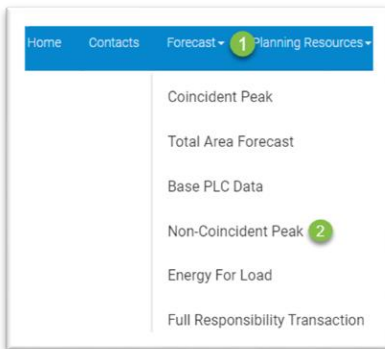 Home Contacts Forecast 1 Planning Resources
Coincident Peak
Total Area Forecast
Base PLC Data
Non-Coincident Peak 2
Energy For Load
Full Responsibility Transaction